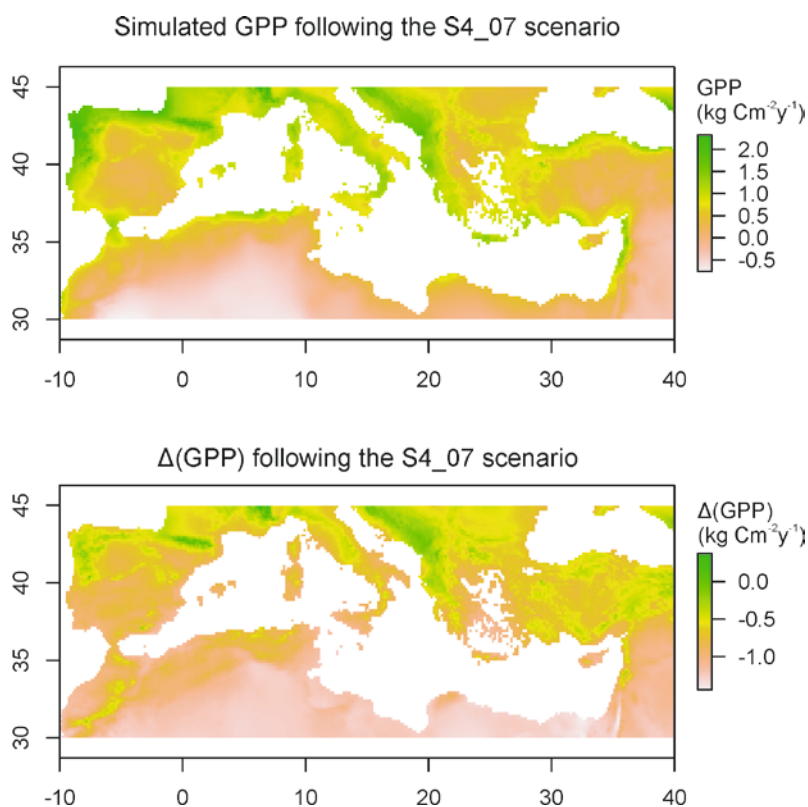 Simulated GPP following the S4_07 scenario
GPP
(kg Cm⁻²y⁻¹)
45
40
35
30
2.0
1.5
1.0
0.5
0.0
-0.5
-10 0 10 20 30 40
Δ(GPP) following the S4_07 scenario
Δ(GPP)
(kg Cm⁻²y⁻¹)
45
40
35
30
0.0
-0.5
-1.0
-10 0 10 20 30 40